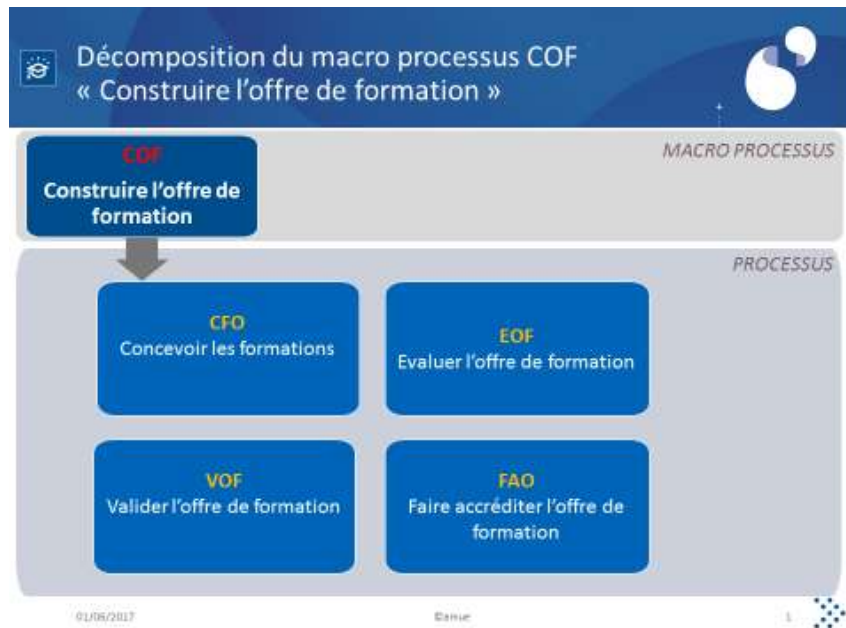 Décomposition du macro processus COF
« Construire l'offre de formation »
MACRO PROCESSUS
COF
Construire l'offre de
formation
PROCESSUS
CFO
Concevoir les formations
EOF
Evaluer l'offre de formation
VOF
Valider l'offre de formation
FAO
Faire accréditer l'offre de
formation
01/06/2017
©amue
1